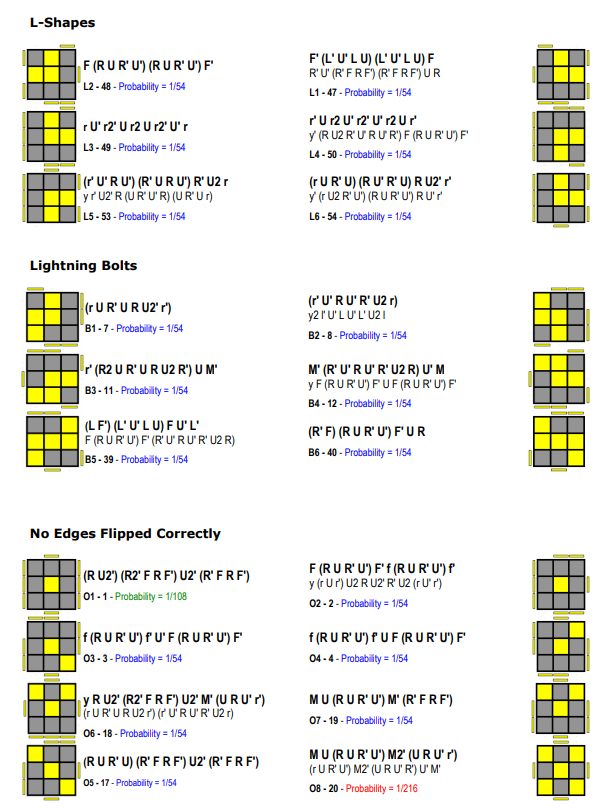 L-Shapes
F (R U R' U') (R U R' U') F'
L2 - 48 - Probability = 1/54
F' (L' U' L U) (L' U' L U) F
R' U' (R' F R F') (R' F R F') U R
L1 - 47 - Probability = 1/54
r U' r2' U r2 U r2' U' r
L3 - 49 - Probability = 1/54
r' U r2 U' r2' U' r2 U r'
y' (R U2 R' U' R U' R') F (R U R' U') F'
L4 - 50 - Probability = 1/54
(r' U' R U') (R' U R U') R' U2 r
y r' U2' R U (R' U' R) (U R' U r)
L5 - 53 - Probability = 1/54
(r U R' U) (R U' R' U) R U2' r'
y' (r U2 R' U') (R U R' U') R U' r'
L6 - 54 - Probability = 1/54
Lightning Bolts
(r U R' U R U2' r')
B1 - 7 - Probability = 1/54
(r' U' R U' R' U2 r)
y2 l' U' L U' L' U2 l
B2 - 8 - Probability = 1/54
r' (R2 U R' U R U2 R') U M'
B3 - 11 - Probability = 1/54
M' (R' U' R U' R' U2 R) U' M
y F (R U R' U') F' U F (R U R' U') F'
B4 - 12 - Probability = 1/54
(L F') (L' U' L U) F U' L'
F (R U R' U') F' (R' U' R U' R' U2 R)
B5 - 39 - Probability = 1/54
(R' F) (R U R' U') F' U R
B6 - 40 - Probability = 1/54
No Edges Flipped Correctly
(R U2') (R2' F R F') U2' (R' F R F')
O1 - 1 - Probability = 1/108
F (R U R' U') F' f (R U R' U') f'
y (r U r') U2 R U2' R' U2 (r U' r')
O2 - 2 - Probability = 1/54
f (R U R' U') f' U' F (R U R' U') F'
O3 - 3 - Probability = 1/54
f (R U R' U') f' U F (R U R' U') F'
O4 - 4 - Probability = 1/54
y R U2' (R2' F R F') U2' M' (U R U' r')
(r U R' U R U2 r') (r' U' R U' R' U2 r)
O6 - 18 - Probability = 1/54
M U (R U R' U') M' (R' F R F')
O7 - 19 - Probability = 1/54
(R U R' U) (R' F R F') U2' (R' F R F')
O5 - 17 - Probability = 1/54
M U (R U R' U') M2' (U R U' r')
(r U R' U') M2' (U R U' R') U' M'
O8 - 20 - Probability = 1/216